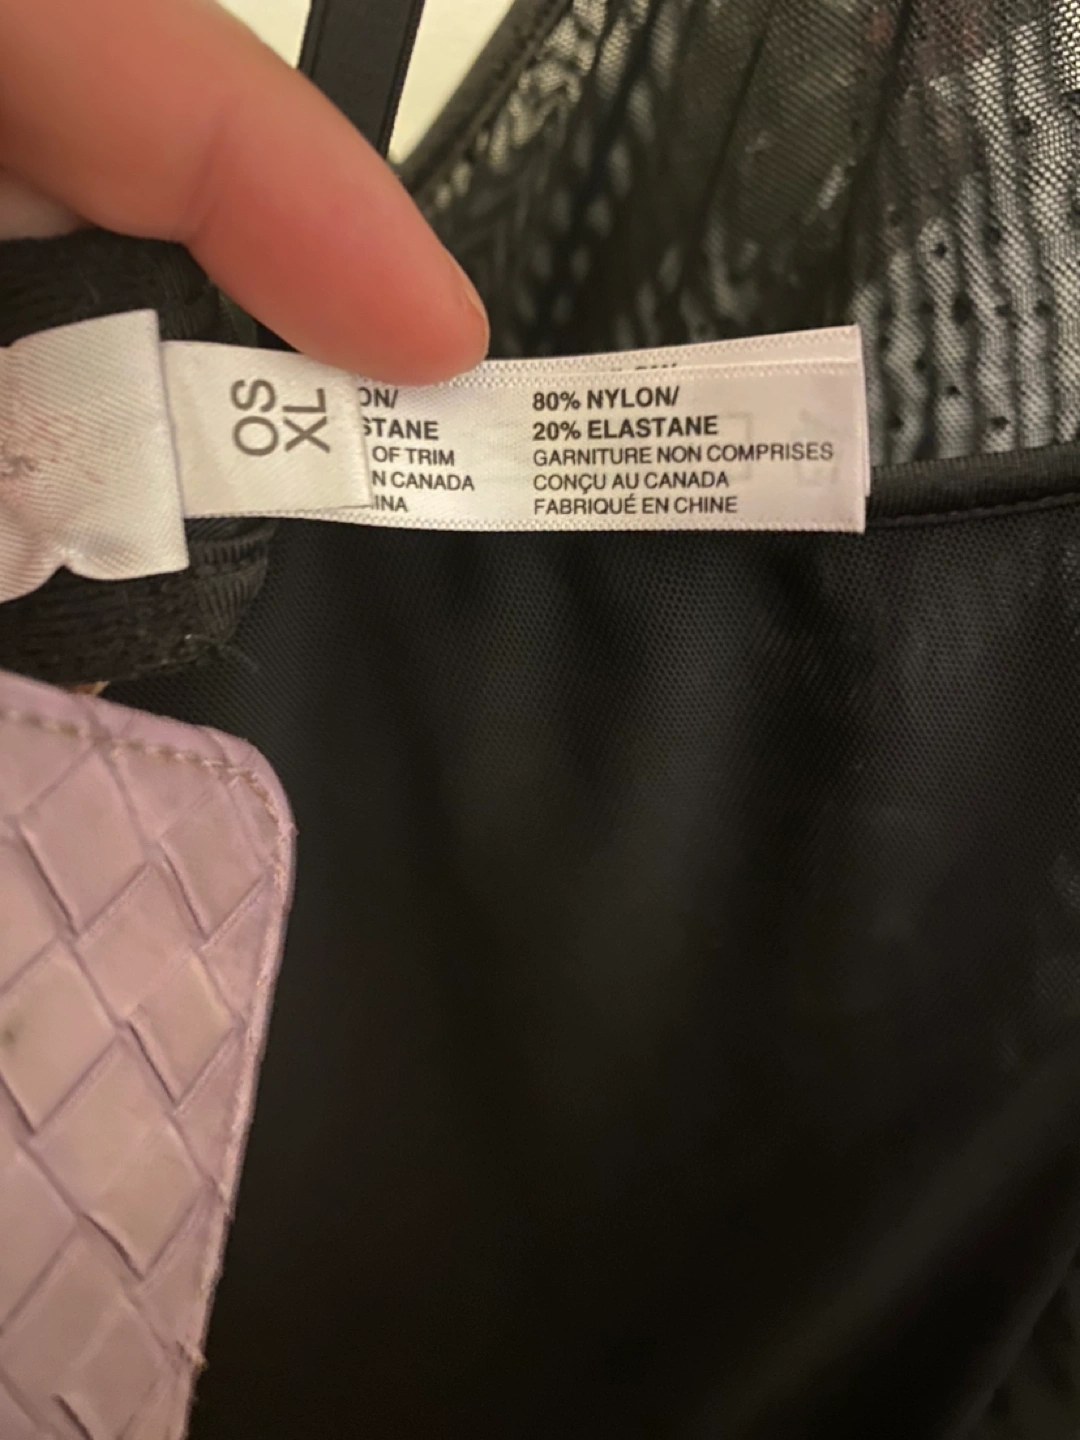 OS
XL
ON/
STANE
OF TRIM
N CANADA
INA
80% NYLON/
20% ELASTANE
GARNITURE NON COMPRISES
CONÇU AU CANADA
FABRIQUÉ EN CHINE